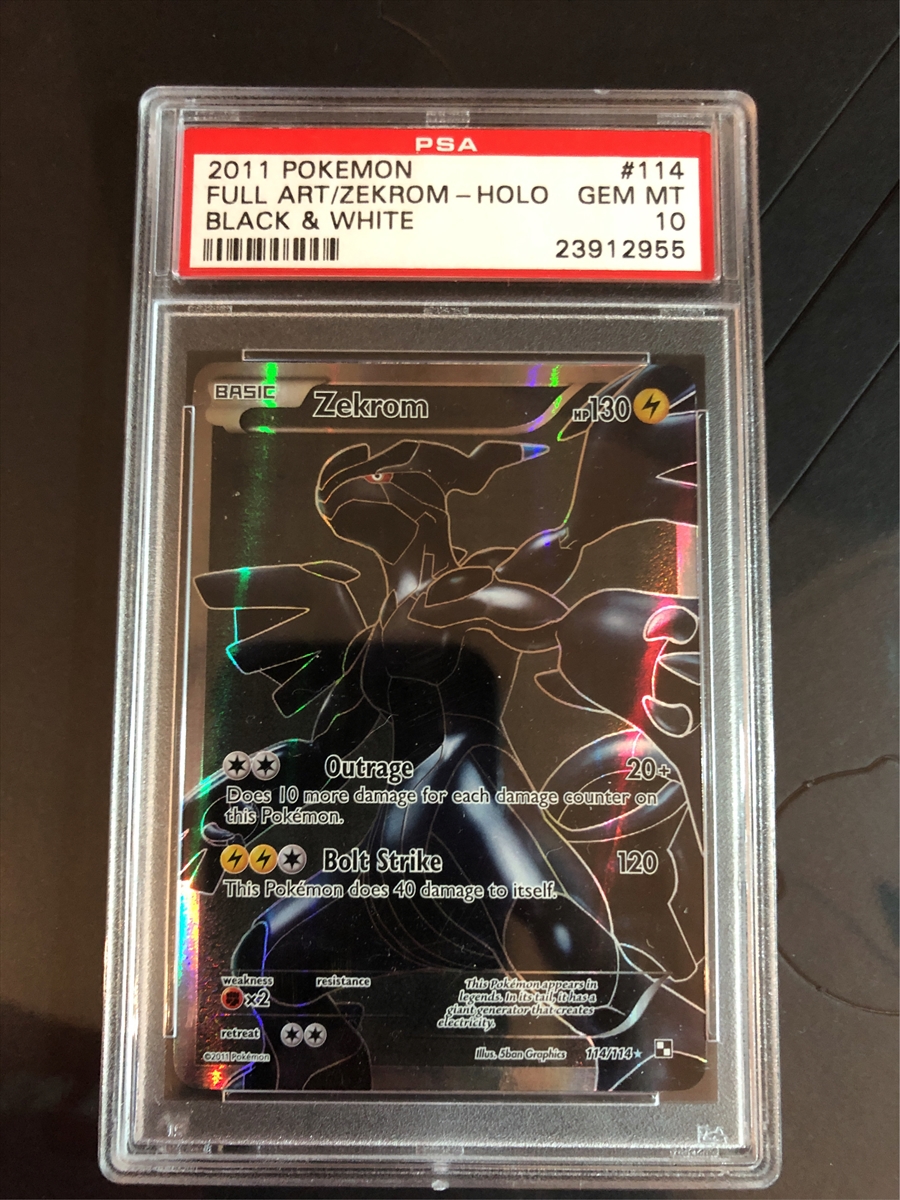 PSA
2011 POKEMON #114
FULL ART/ZEKROM-HOLO GEM MT
BLACK & WHITE 10
23912955
BASIC Zekrom HP130
Outrage 20+
Does 10 more damage for each damage counter on
this Pokémon.
Bolt Strike 120
This Pokémon does 40 damage to itself.
weakness resistance
x2
This Pokémon appears in
legends. In its tail, it has a
giant generator that creates
electricity.
retreat
©2011 Pokémon Illus. 5ban Graphics 114/114